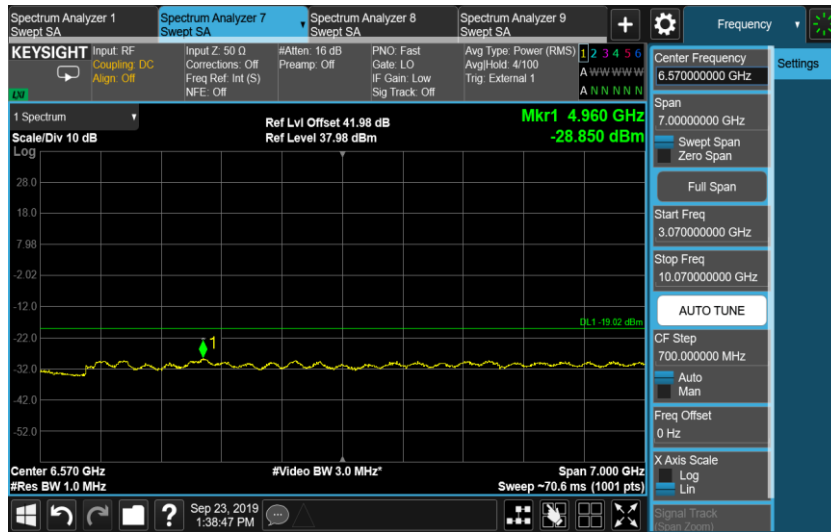 Spectrum Analyzer 1
Swept SA
Spectrum Analyzer 7
Swept SA
Spectrum Analyzer 8
Swept SA
Spectrum Analyzer 9
Swept SA
+
Frequency
KEYSIGHT
LXI
Input: RF
Coupling: DC
Align: Off
Input Z: 50 Ω
Corrections: Off
Freq Ref: Int (S)
NFE: Off
#Atten: 16 dB
Preamp: Off
PNO: Fast
Gate: LO
IF Gain: Low
Sig Track: Off
Avg Type: Power (RMS)
Avg|Hold: 4/100
Trig: External 1
1 2 3 4 5 6
A W W W W W
A N N N N N
1 Spectrum
Scale/Div 10 dB
Log
Ref Lvl Offset 41.98 dB
Ref Level 37.98 dBm
Mkr1 4.960 GHz
-28.850 dBm
28.0
18.0
7.98
-2.02
-12.0
DL1 -19.02 dBm
-22.0
1
-32.0
-42.0
-52.0
Center 6.570 GHz
#Res BW 1.0 MHz
#Video BW 3.0 MHz*
Span 7.000 GHz
Sweep ~70.6 ms (1001 pts)
Sep 23, 2019
1:38:47 PM
?
Center Frequency
6.570000000 GHz
Settings
Span
7.00000000 GHz
Swept Span
Zero Span
Full Span
Start Freq
3.070000000 GHz
Stop Freq
10.070000000 GHz
AUTO TUNE
CF Step
700.000000 MHz
Auto
Man
Freq Offset
0 Hz
X Axis Scale
Log
Lin
Signal Track
(Span Zoom)